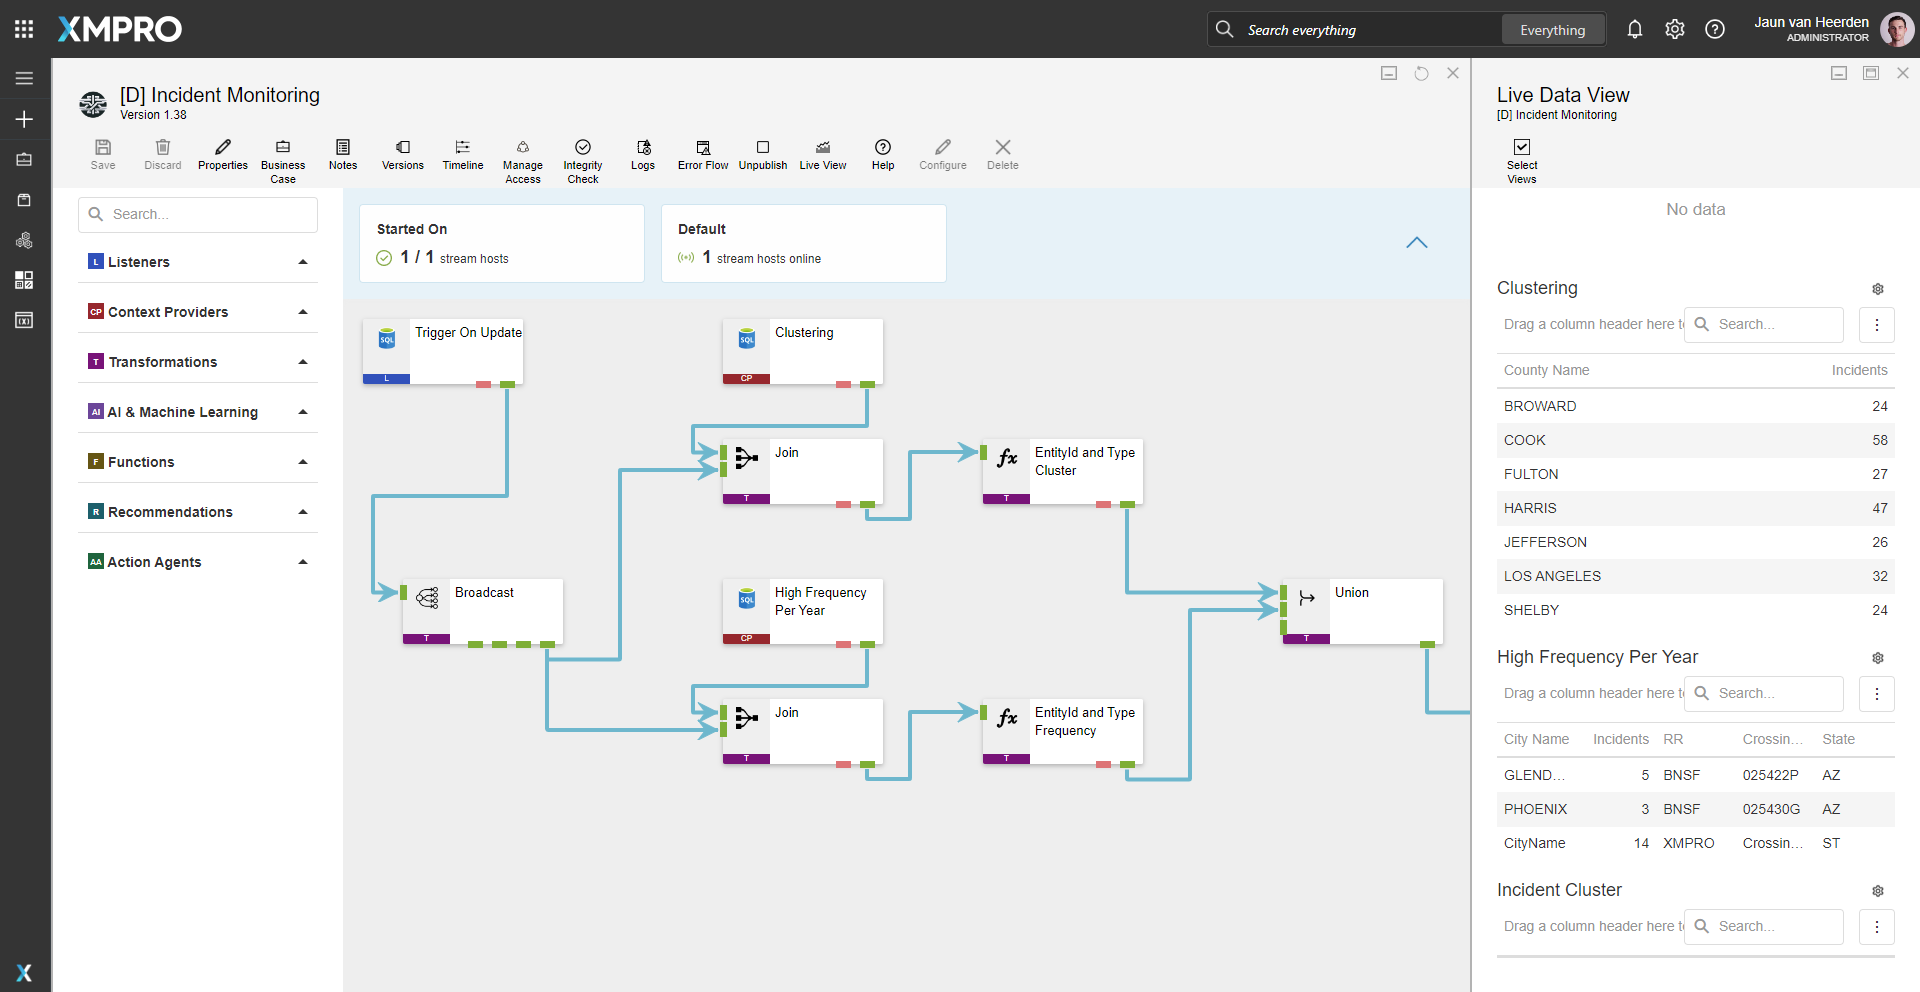 XMPRO
Search everything
Everything
Jaun van Heerden
ADMINISTRATOR
[D] Incident Monitoring
Version 1.38
Save
Discard
Properties
Business
Case
Notes
Versions
Timeline
Manage
Access
Integrity
Check
Logs
Error Flow
Unpublish
Live View
Help
Configure
Delete
Search...
L Listeners
CP Context Providers
T Transformations
AI AI & Machine Learning
F Functions
R Recommendations
AA Action Agents
Started On
1 / 1 stream hosts
Default
1 stream hosts online
SQL
Trigger On Update
L
SQL
Clustering
CP
Join
T
fx
EntityId and Type
Cluster
T
Broadcast
T
SQL
High Frequency
Per Year
CP
Union
T
Join
T
fx
EntityId and Type
Frequency
T
Live Data View
[D] Incident Monitoring
Select
Views
No data
Clustering
Drag a column header here t
Search...
County Name Incidents
BROWARD 24
COOK 58
FULTON 27
HARRIS 47
JEFFERSON 26
LOS ANGELES 32
SHELBY 24
High Frequency Per Year
Drag a column header here t
Search...
City Name Incidents RR Crossin... State
GLEND... 5 BNSF 025422P AZ
PHOENIX 3 BNSF 025430G AZ
CityName 14 XMPRO Crossin... ST
Incident Cluster
Drag a column header here t
Search...
X